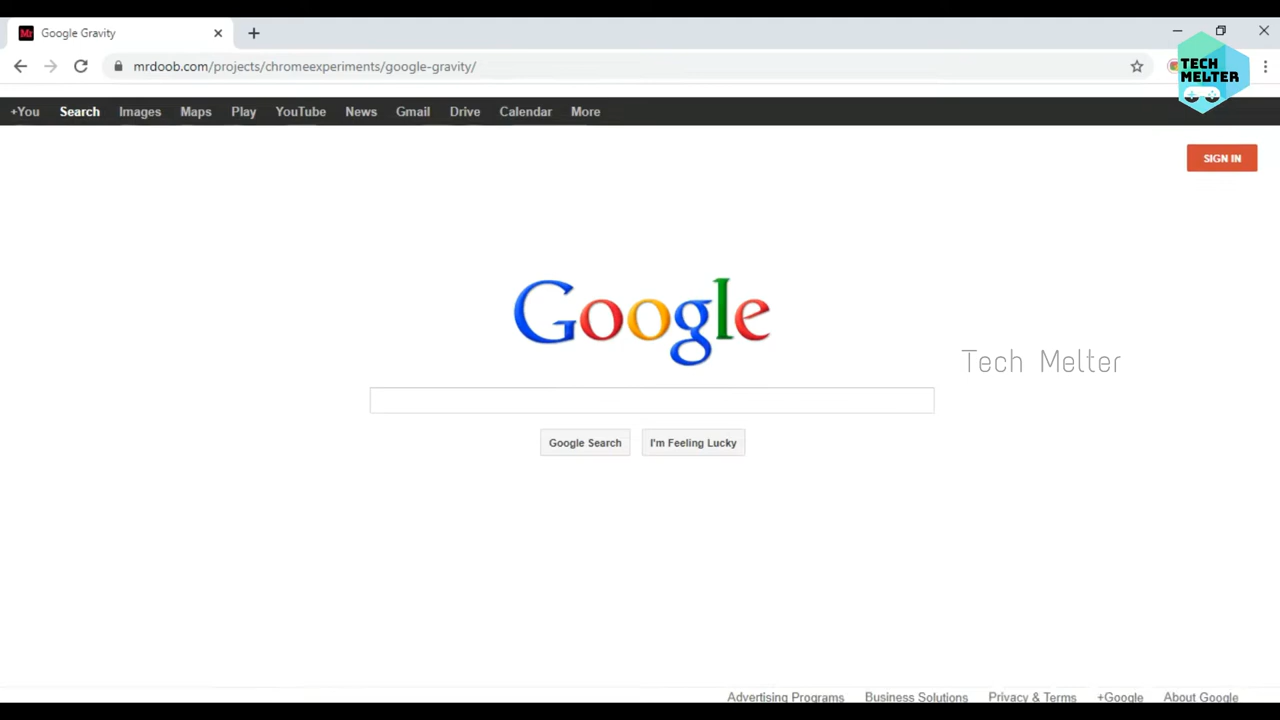 Google Gravity
mrdoob.com/projects/chromeexperiments/google-gravity/
TECH
MELTER
+You Search Images Maps Play YouTube News Gmail Drive Calendar More
SIGN IN
Google
Tech Melter
Google Search I'm Feeling Lucky
Advertising Programs Business Solutions Privacy & Terms +Google About Google